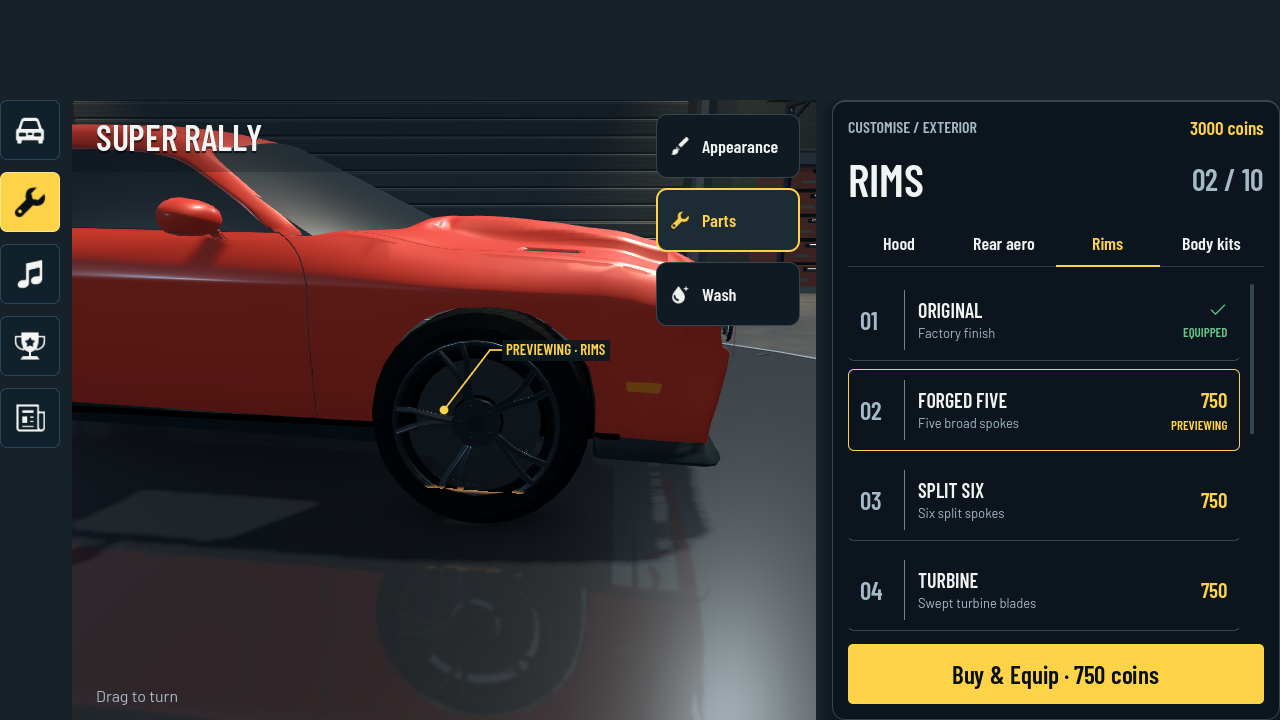 SUPER RALLY
Appearance
Parts
Wash
PREVIEWING · RIMS
Drag to turn
CUSTOMISE / EXTERIOR
3000 coins
RIMS
02 / 10
Hood
Rear aero
Rims
Body kits
01
ORIGINAL
Factory finish
EQUIPPED
02
FORGED FIVE
Five broad spokes
750
PREVIEWING
03
SPLIT SIX
Six split spokes
750
04
TURBINE
Swept turbine blades
750
Buy & Equip · 750 coins